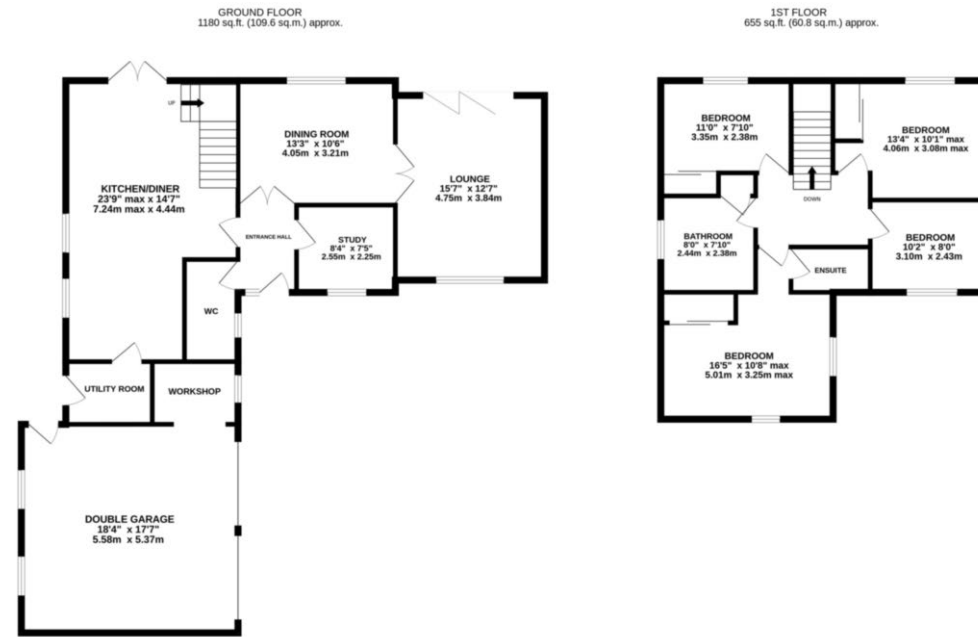 GROUND FLOOR
1180 sq.ft. (109.6 sq.m.) approx.
UP
DINING ROOM
13'3" x 10'6"
4.05m x 3.21m
KITCHEN/DINER
23'9" max x 14'7"
7.24m max x 4.44m
LOUNGE
15'7" x 12'7"
4.75m x 3.84m
ENTRANCE HALL
STUDY
8'4" x 7'5"
2.55m x 2.25m
WC
UTILITY ROOM
WORKSHOP
DOUBLE GARAGE
18'4" x 17'7"
5.58m x 5.37m
1ST FLOOR
655 sq.ft. (60.8 sq.m.) approx.
BEDROOM
11'0" x 7'10"
3.35m x 2.38m
BEDROOM
13'4" x 10'1" max
4.06m x 3.08m max
DOWN
BATHROOM
8'0" x 7'10"
2.44m x 2.38m
BEDROOM
10'2" x 8'0"
3.10m x 2.43m
ENSUITE
BEDROOM
16'5" x 10'8" max
5.01m x 3.25m max